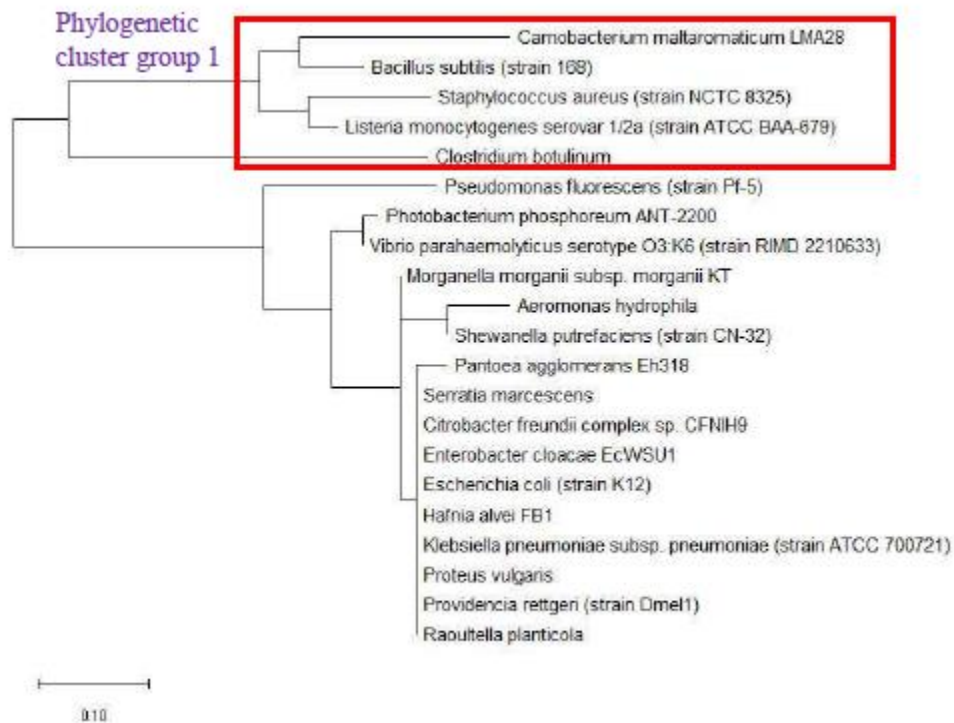 Phylogenetic
cluster group 1
Carnobacterium maltaromaticum LMA28
Bacillus subtilis (strain 168)
Staphylococcus aureus (strain NCTC 8325)
Listeria monocytogenes serovar 1/2a (strain ATCC BAA-679)
Clostridium botulinum
Pseudomonas fluorescens (strain Pf-5)
Photobacterium phosphoreum ANT-2200
Vibrio parahaemolyticus serotype O3:K6 (strain RIMD 2210633)
Morganella morganii subsp. morganii KT
Aeromonas hydrophila
Shewanella putrefaciens (strain CN-32)
Pantoea agglomerans Eh318
Serratia marcescens
Citrobacter freundii complex sp. CFNIH9
Enterobacter cloacae EcWSU1
Escherichia coli (strain K12)
Hafnia alvei FB1
Klebsiella pneumoniae subsp. pneumoniae (strain ATCC 700721)
Proteus vulgaris
Providencia rettgeri (strain Dmel1)
Raoultella planticola
0.10